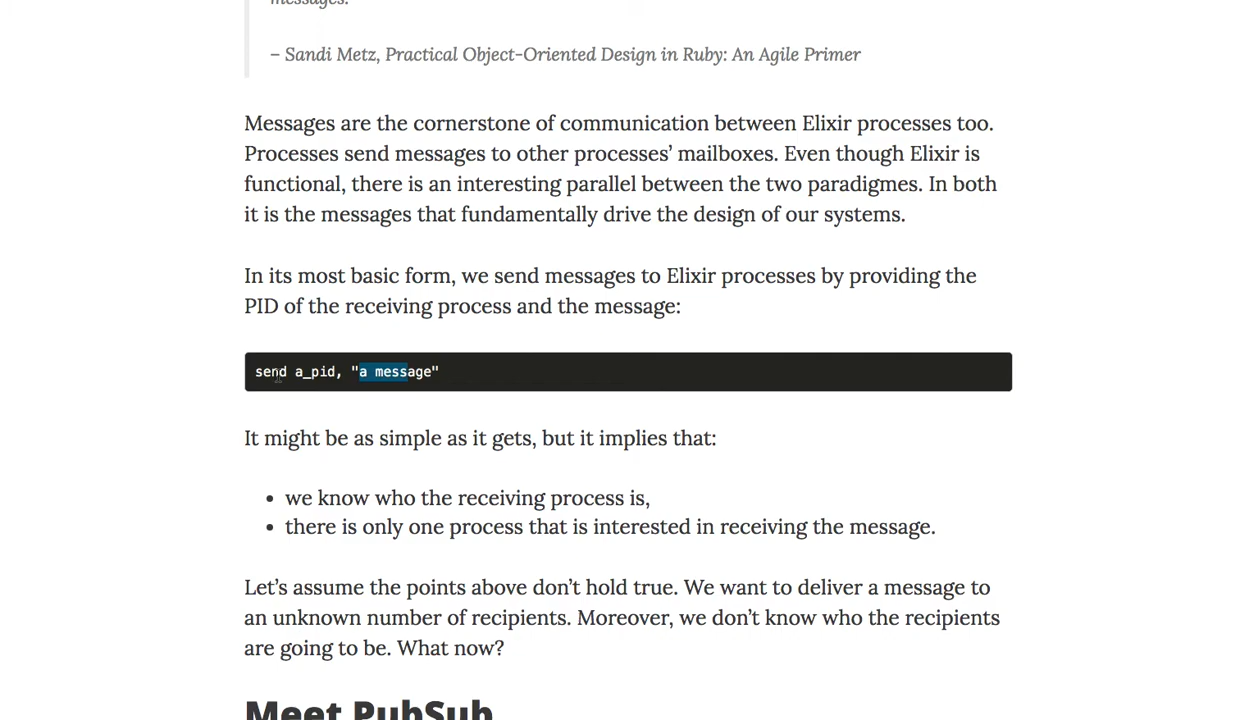 messages.
– Sandi Metz, Practical Object-Oriented Design in Ruby: An Agile Primer
Messages are the cornerstone of communication between Elixir processes too.
Processes send messages to other processes’ mailboxes. Even though Elixir is
functional, there is an interesting parallel between the two paradigmes. In both
it is the messages that fundamentally drive the design of our systems.
In its most basic form, we send messages to Elixir processes by providing the
PID of the receiving process and the message:
send a_pid, "a message"
It might be as simple as it gets, but it implies that:
• we know who the receiving process is,
• there is only one process that is interested in receiving the message.
Let’s assume the points above don’t hold true. We want to deliver a message to
an unknown number of recipients. Moreover, we don’t know who the recipients
are going to be. What now?
Meet PubSub